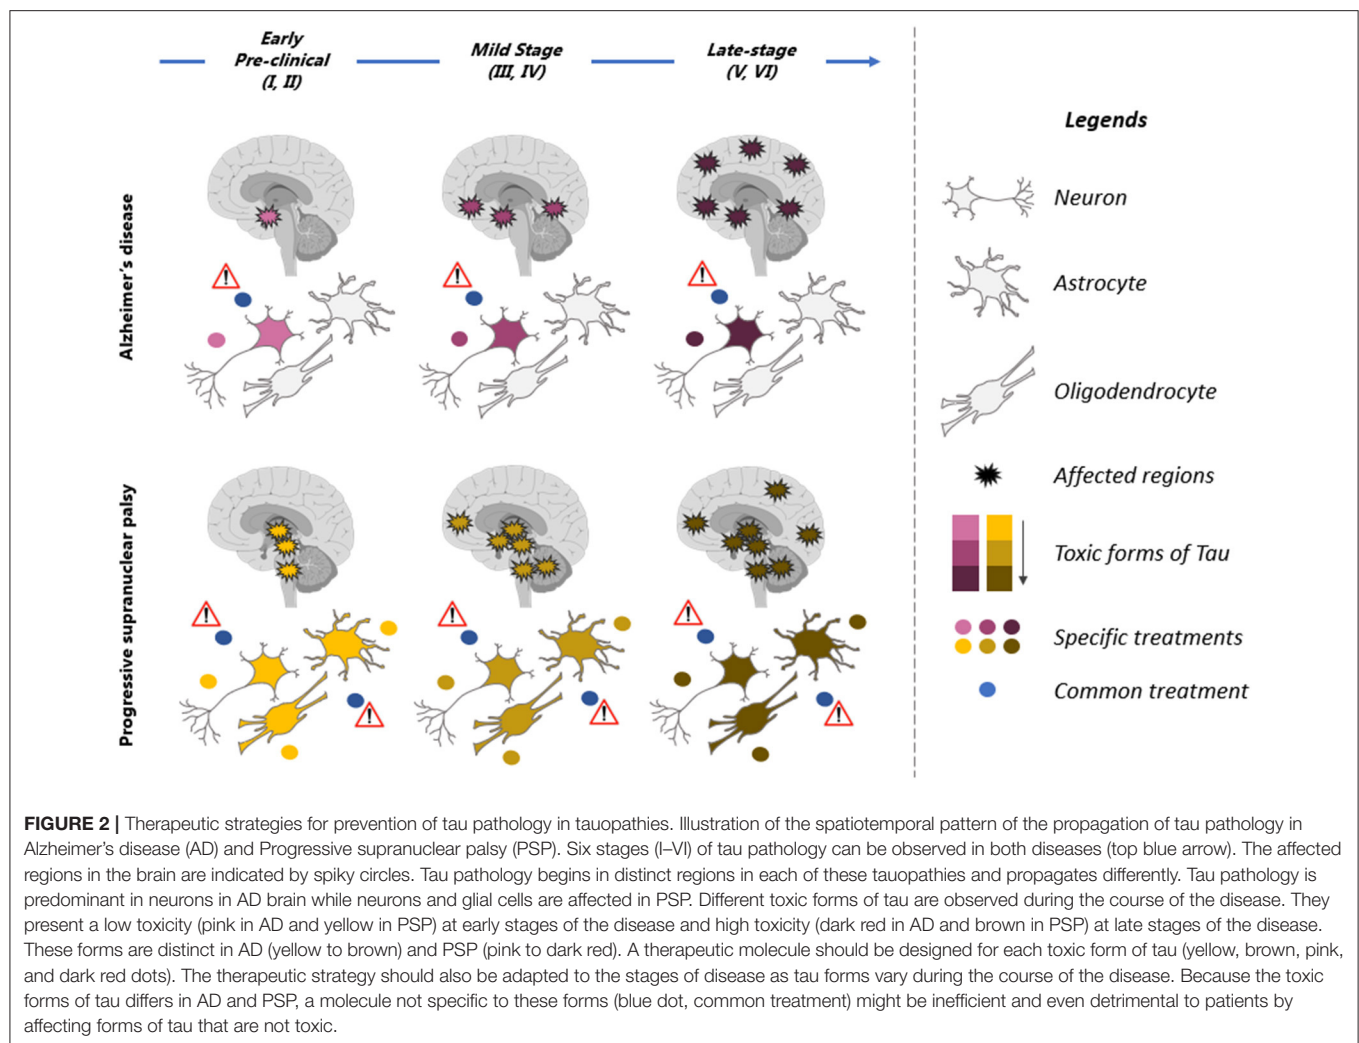 Early
Pre-clinical
(I, II)
Mild Stage
(III, IV)
Late-stage
(V, VI)
Alzheimer's disease
Progressive supranuclear palsy
Legends
Neuron
Astrocyte
Oligodendrocyte
Affected regions
Toxic forms of Tau
Specific treatments
Common treatment
!
!
!
!
!
!
!
!
!
FIGURE 2 | Therapeutic strategies for prevention of tau pathology in tauopathies. Illustration of the spatiotemporal pattern of the propagation of tau pathology in
Alzheimer's disease (AD) and Progressive supranuclear palsy (PSP). Six stages (I–VI) of tau pathology can be observed in both diseases (top blue arrow). The affected
regions in the brain are indicated by spiky circles. Tau pathology begins in distinct regions in each of these tauopathies and propagates differently. Tau pathology is
predominant in neurons in AD brain while neurons and glial cells are affected in PSP. Different toxic forms of tau are observed during the course of the disease. They
present a low toxicity (pink in AD and yellow in PSP) at early stages of the disease and high toxicity (dark red in AD and brown in PSP) at late stages of the disease.
These forms are distinct in AD (yellow to brown) and PSP (pink to dark red). A therapeutic molecule should be designed for each toxic form of tau (yellow, brown, pink,
and dark red dots). The therapeutic strategy should also be adapted to the stages of disease as tau forms vary during the course of the disease. Because the toxic
forms of tau differs in AD and PSP, a molecule not specific to these forms (blue dot, common treatment) might be inefficient and even detrimental to patients by
affecting forms of tau that are not toxic.